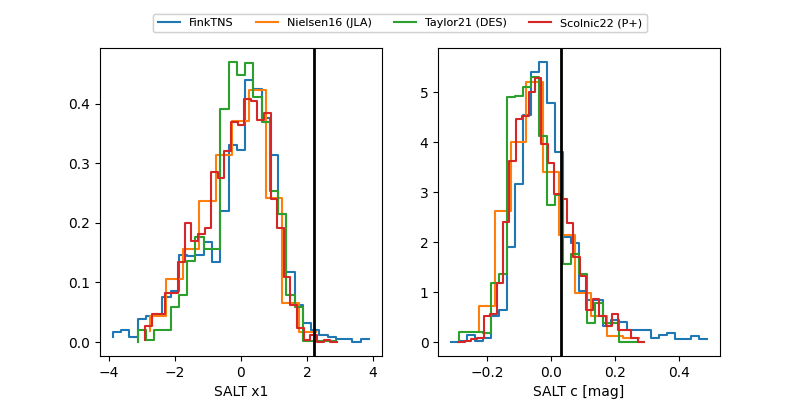 FinkTNS Nielsen16 (JLA) Taylor21 (DES) Scolnic22 (P+)
0.4
0.3
0.2
0.1
0.0
−4 −2 0 2 4
SALT x1
5
4
3
2
1
0
−0.2 0.0 0.2 0.4
SALT c [mag]